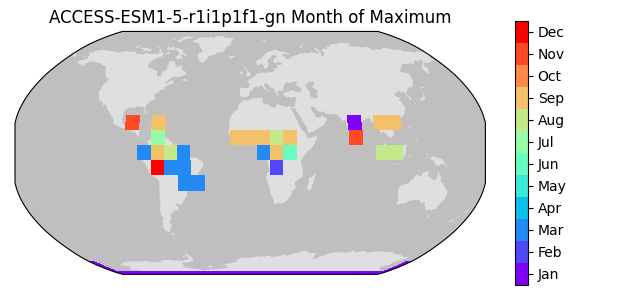 ACCESS-ESM1-5-r1i1p1f1-gn Month of Maximum
Dec
Nov
Oct
Sep
Aug
Jul
Jun
May
Apr
Mar
Feb
Jan